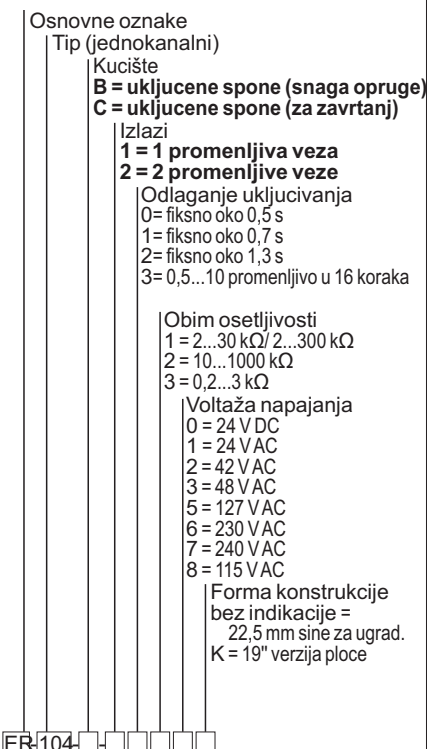 Osnovne oznake
Tip (jednokanalni)
Kucište
B = ukljucene spone (snaga opruge)
C = ukljucene spone (za zavrtanj)
Izlazi
1 = 1 promenljiva veza
2 = 2 promenljive veze
Odlaganje ukljucivanja
0= fiksno oko 0,5 s
1= fiksno oko 0,7 s
2= fiksno oko 1,3 s
3= 0,5...10 promenljivo u 16 koraka
Obim osetljivosti
1 = 2...30 kΩ/ 2...300 kΩ
2 = 10...1000 kΩ
3 = 0,2...3 kΩ
Voltaža napajanja
0 = 24 V DC
1 = 24 V AC
2 = 42 V AC
3 = 48 V AC
5 = 127 V AC
6 = 230 V AC
7 = 240 V AC
8 = 115 V AC
Forma konstrukcije
bez indikacije =
22,5 mm sine za ugrad.
K = 19" verzija ploce
ER-104- -